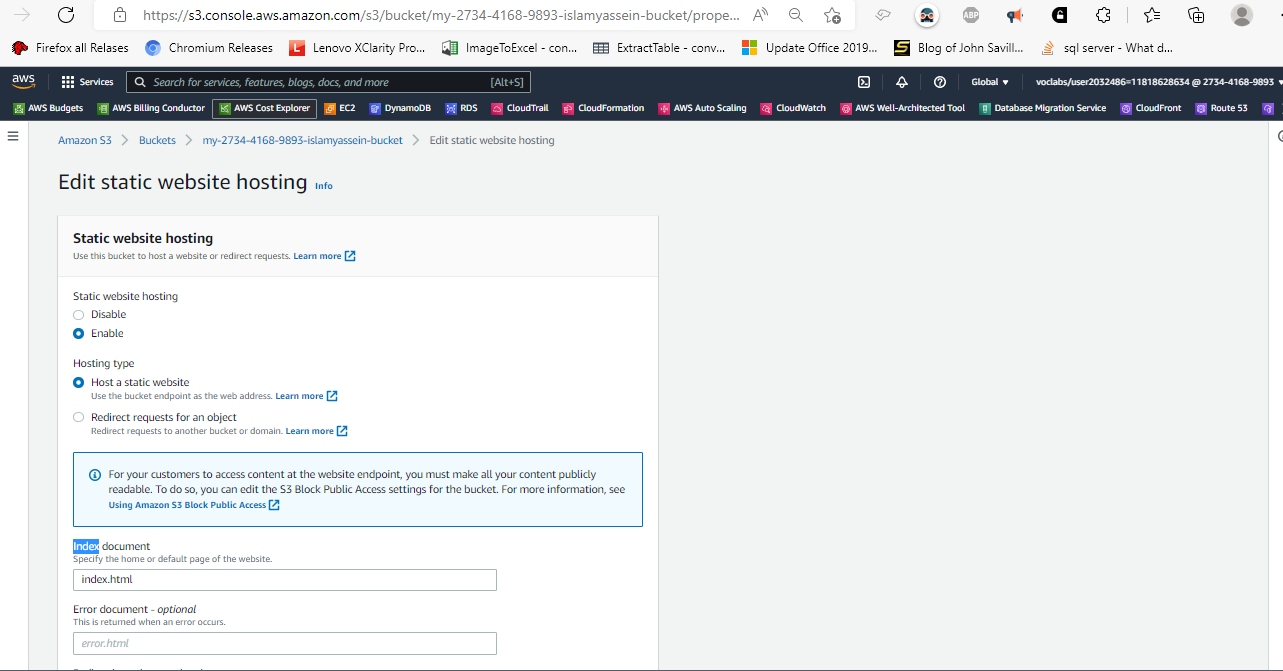 https://s3.console.aws.amazon.com/s3/bucket/my-2734-4168-9893-islamyassein-bucket/prope...
ABP
Firefox all Relases Chromium Releases Lenovo XClarity Pro... ImageToExcel - con... ExtractTable - conv... Update Office 2019... Blog of John Savill... sql server - What d...
aws Services Search for services, features, blogs, docs, and more [Alt+S] Global voclabs/user2032486=11818628634 @ 2734-4168-9893
AWS Budgets AWS Billing Conductor AWS Cost Explorer EC2 DynamoDB RDS CloudTrail CloudFormation AWS Auto Scaling CloudWatch AWS Well-Architected Tool Database Migration Service CloudFront Route 53
Amazon S3 > Buckets > my-2734-4168-9893-islamyassein-bucket > Edit static website hosting
Edit static website hosting Info
Static website hosting
Use this bucket to host a website or redirect requests. Learn more
Static website hosting
Disable
Enable
Hosting type
Host a static website
Use the bucket endpoint as the web address. Learn more
Redirect requests for an object
Redirect requests to another bucket or domain. Learn more
For your customers to access content at the website endpoint, you must make all your content publicly
readable. To do so, you can edit the S3 Block Public Access settings for the bucket. For more information, see
Using Amazon S3 Block Public Access
Index document
Specify the home or default page of the website.
index.html
Error document - optional
This is returned when an error occurs.
error.html